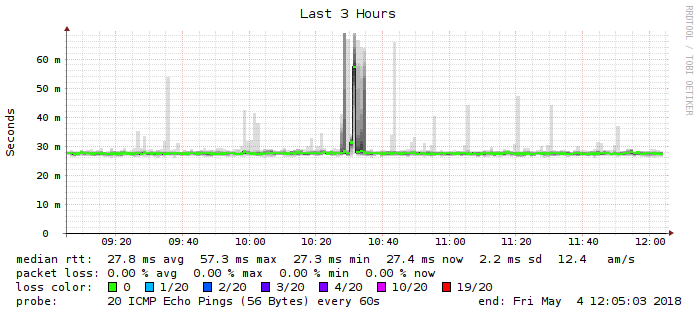 Last 3 Hours
RRDTOOL / TOBI OETIKER
Seconds
60 m
50 m
40 m
30 m
20 m
10 m
0
09:20 09:40 10:00 10:20 10:40 11:00 11:20 11:40 12:00
median rtt: 27.8 ms avg 57.3 ms max 27.3 ms min 27.4 ms now 2.2 ms sd 12.4 am/s
packet loss: 0.00 % avg 0.00 % max 0.00 % min 0.00 % now
loss color: 0 1/20 2/20 3/20 4/20 10/20 19/20
probe: 20 ICMP Echo Pings (56 Bytes) every 60s end: Fri May 4 12:05:03 2018